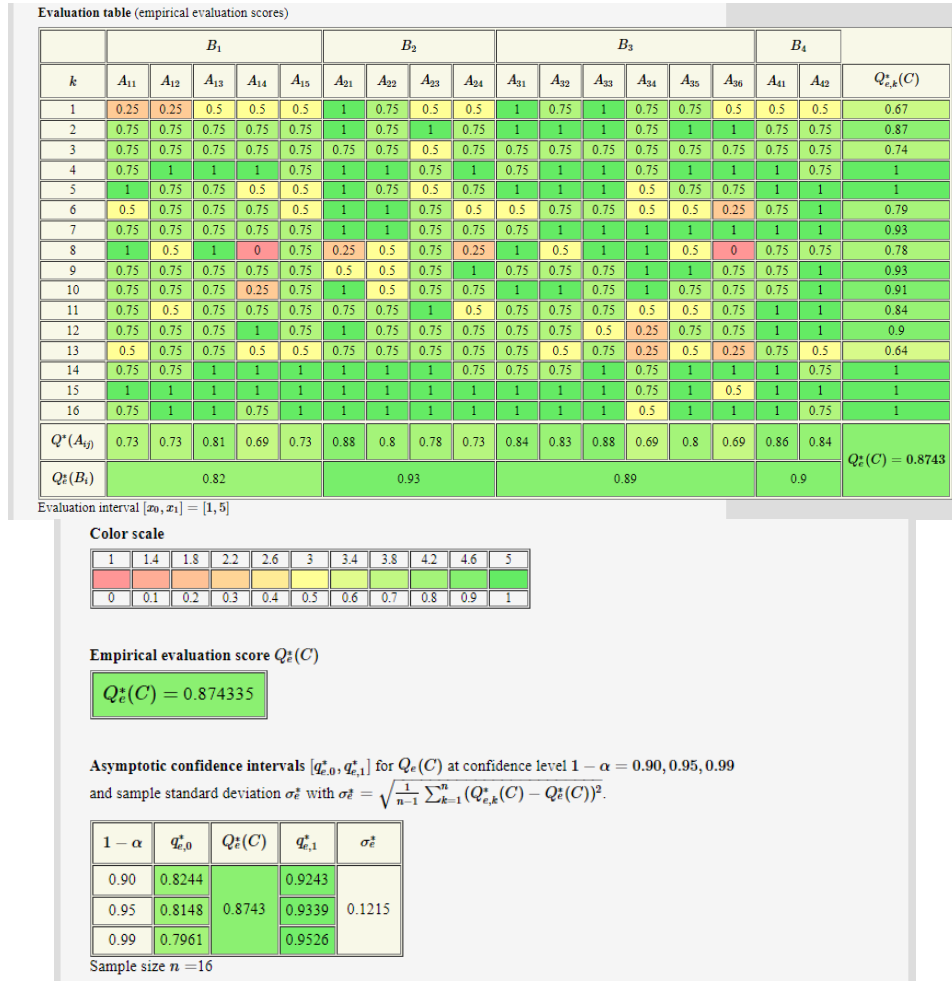 Evaluation table (empirical evaluation scores)
B₁ B₂ B₃ B₄
k A₁₁ A₁₂ A₁₃ A₁₄ A₁₅ A₂₁ A₂₂ A₂₃ A₂₄ A₃₁ A₃₂ A₃₃ A₃₄ A₃₅ A₃₆ A₄₁ A₄₂ Q*ₑ,ₖ(C)
1 0.25 0.25 0.5 0.5 0.5 1 0.75 0.5 0.5 1 0.75 1 0.75 0.75 0.5 0.5 0.5 0.67
2 0.75 0.75 0.75 0.75 0.75 1 0.75 1 0.75 1 1 1 0.75 1 1 0.75 0.75 0.87
3 0.75 0.75 0.75 0.75 0.75 0.75 0.75 0.5 0.75 0.75 0.75 0.75 0.75 0.75 0.75 0.75 0.75 0.74
4 0.75 1 1 1 0.75 1 1 0.75 1 0.75 1 1 0.75 1 1 1 0.75 1
5 1 0.75 0.75 0.5 0.5 1 0.75 0.5 0.75 1 1 1 0.5 0.75 0.75 1 1 1
6 0.5 0.75 0.75 0.75 0.5 1 1 0.75 0.5 0.5 0.75 0.75 0.5 0.5 0.25 0.75 1 0.79
7 0.75 0.75 0.75 0.75 0.75 1 1 0.75 0.75 0.75 1 1 1 1 1 1 1 0.93
8 1 0.5 1 0 0.75 0.25 0.5 0.75 0.25 1 0.5 1 1 0.5 0 0.75 0.75 0.78
9 0.75 0.75 0.75 0.75 0.75 0.5 0.5 0.75 1 0.75 0.75 0.75 1 1 0.75 0.75 1 0.93
10 0.75 0.75 0.75 0.25 0.75 1 0.5 0.75 0.75 1 1 0.75 1 0.75 0.75 0.75 1 0.91
11 0.75 0.5 0.75 0.75 0.75 0.75 0.75 1 0.5 0.75 0.75 0.75 0.5 0.5 0.75 1 1 0.84
12 0.75 0.75 0.75 1 0.75 1 0.75 0.75 0.75 0.75 0.75 0.5 0.25 0.75 0.75 1 1 0.9
13 0.5 0.75 0.75 0.5 0.5 0.75 0.75 0.75 0.75 0.75 0.5 0.75 0.25 0.5 0.25 0.75 0.5 0.64
14 0.75 0.75 1 1 1 1 1 1 0.75 0.75 0.75 1 0.75 1 1 1 0.75 1
15 1 1 1 1 1 1 1 1 1 1 1 1 0.75 1 0.5 1 1 1
16 0.75 1 1 0.75 1 1 1 1 1 1 1 1 0.5 1 1 1 0.75 1
Q*(Aᵢⱼ) 0.73 0.73 0.81 0.69 0.73 0.88 0.8 0.78 0.73 0.84 0.83 0.88 0.69 0.8 0.69 0.86 0.84 Q*ₑ(C) = 0.8743
Q*ₑ(Bᵢ) 0.82 0.93 0.89 0.9
Evaluation interval [x₀, x₁] = [1, 5]
Color scale
1 1.4 1.8 2.2 2.6 3 3.4 3.8 4.2 4.6 5
0 0.1 0.2 0.3 0.4 0.5 0.6 0.7 0.8 0.9 1
Empirical evaluation score Q*ₑ(C)
Q*ₑ(C) = 0.874335
Asymptotic confidence intervals [q*ₑ.₀, q*ₑ,₁] for Qₑ(C) at confidence level 1 − α = 0.90, 0.95, 0.99
and sample standard deviation σ*ₑ with σ*ₑ = √(1/(n−1) ∑ⁿₖ₌₁ (Q*ₑ,ₖ(C) − Q*ₑ(C))²).
1 − α q*ₑ,₀ Q*ₑ(C) q*ₑ,₁ σ*ₑ
0.90 0.8244 0.9243
0.95 0.8148 0.8743 0.9339 0.1215
0.99 0.7961 0.9526
Sample size n =16